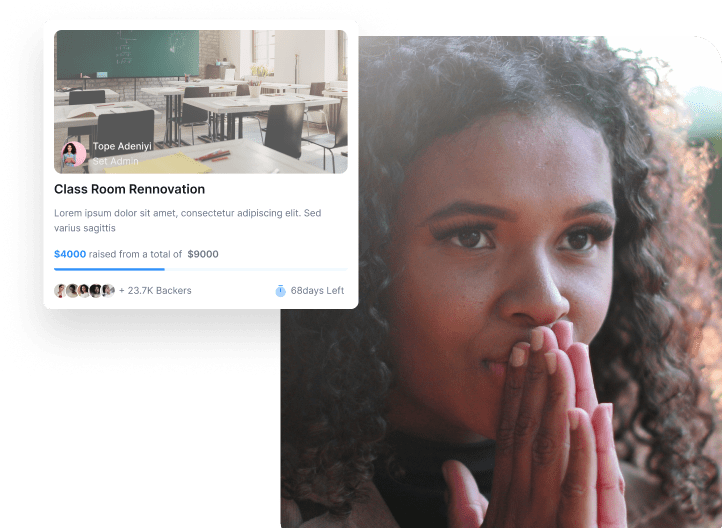 Tope Adeniyi
Set Admin
Class Room Rennovation
Lorem ipsum dolor sit amet, consectetur adipiscing elit. Sed
varius sagittis
$4000 raised from a total of $9000
+ 23.7K Backers
68days Left